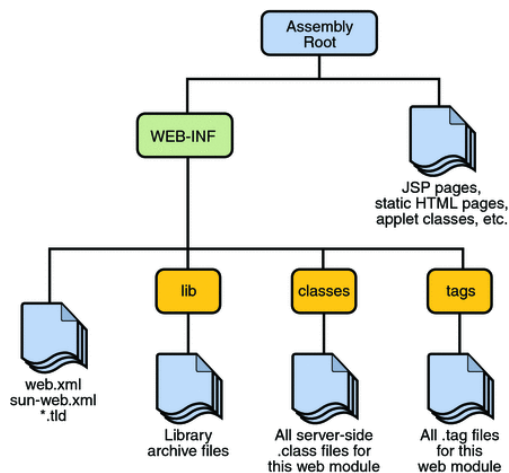 Assembly
Root
WEB-INF
JSP pages,
static HTML pages,
applet classes, etc.
lib
classes
tags
web.xml
sun-web.xml
*.tld
Library
archive files
All server-side
.class files for
this web module
All .tag files
for this
web module